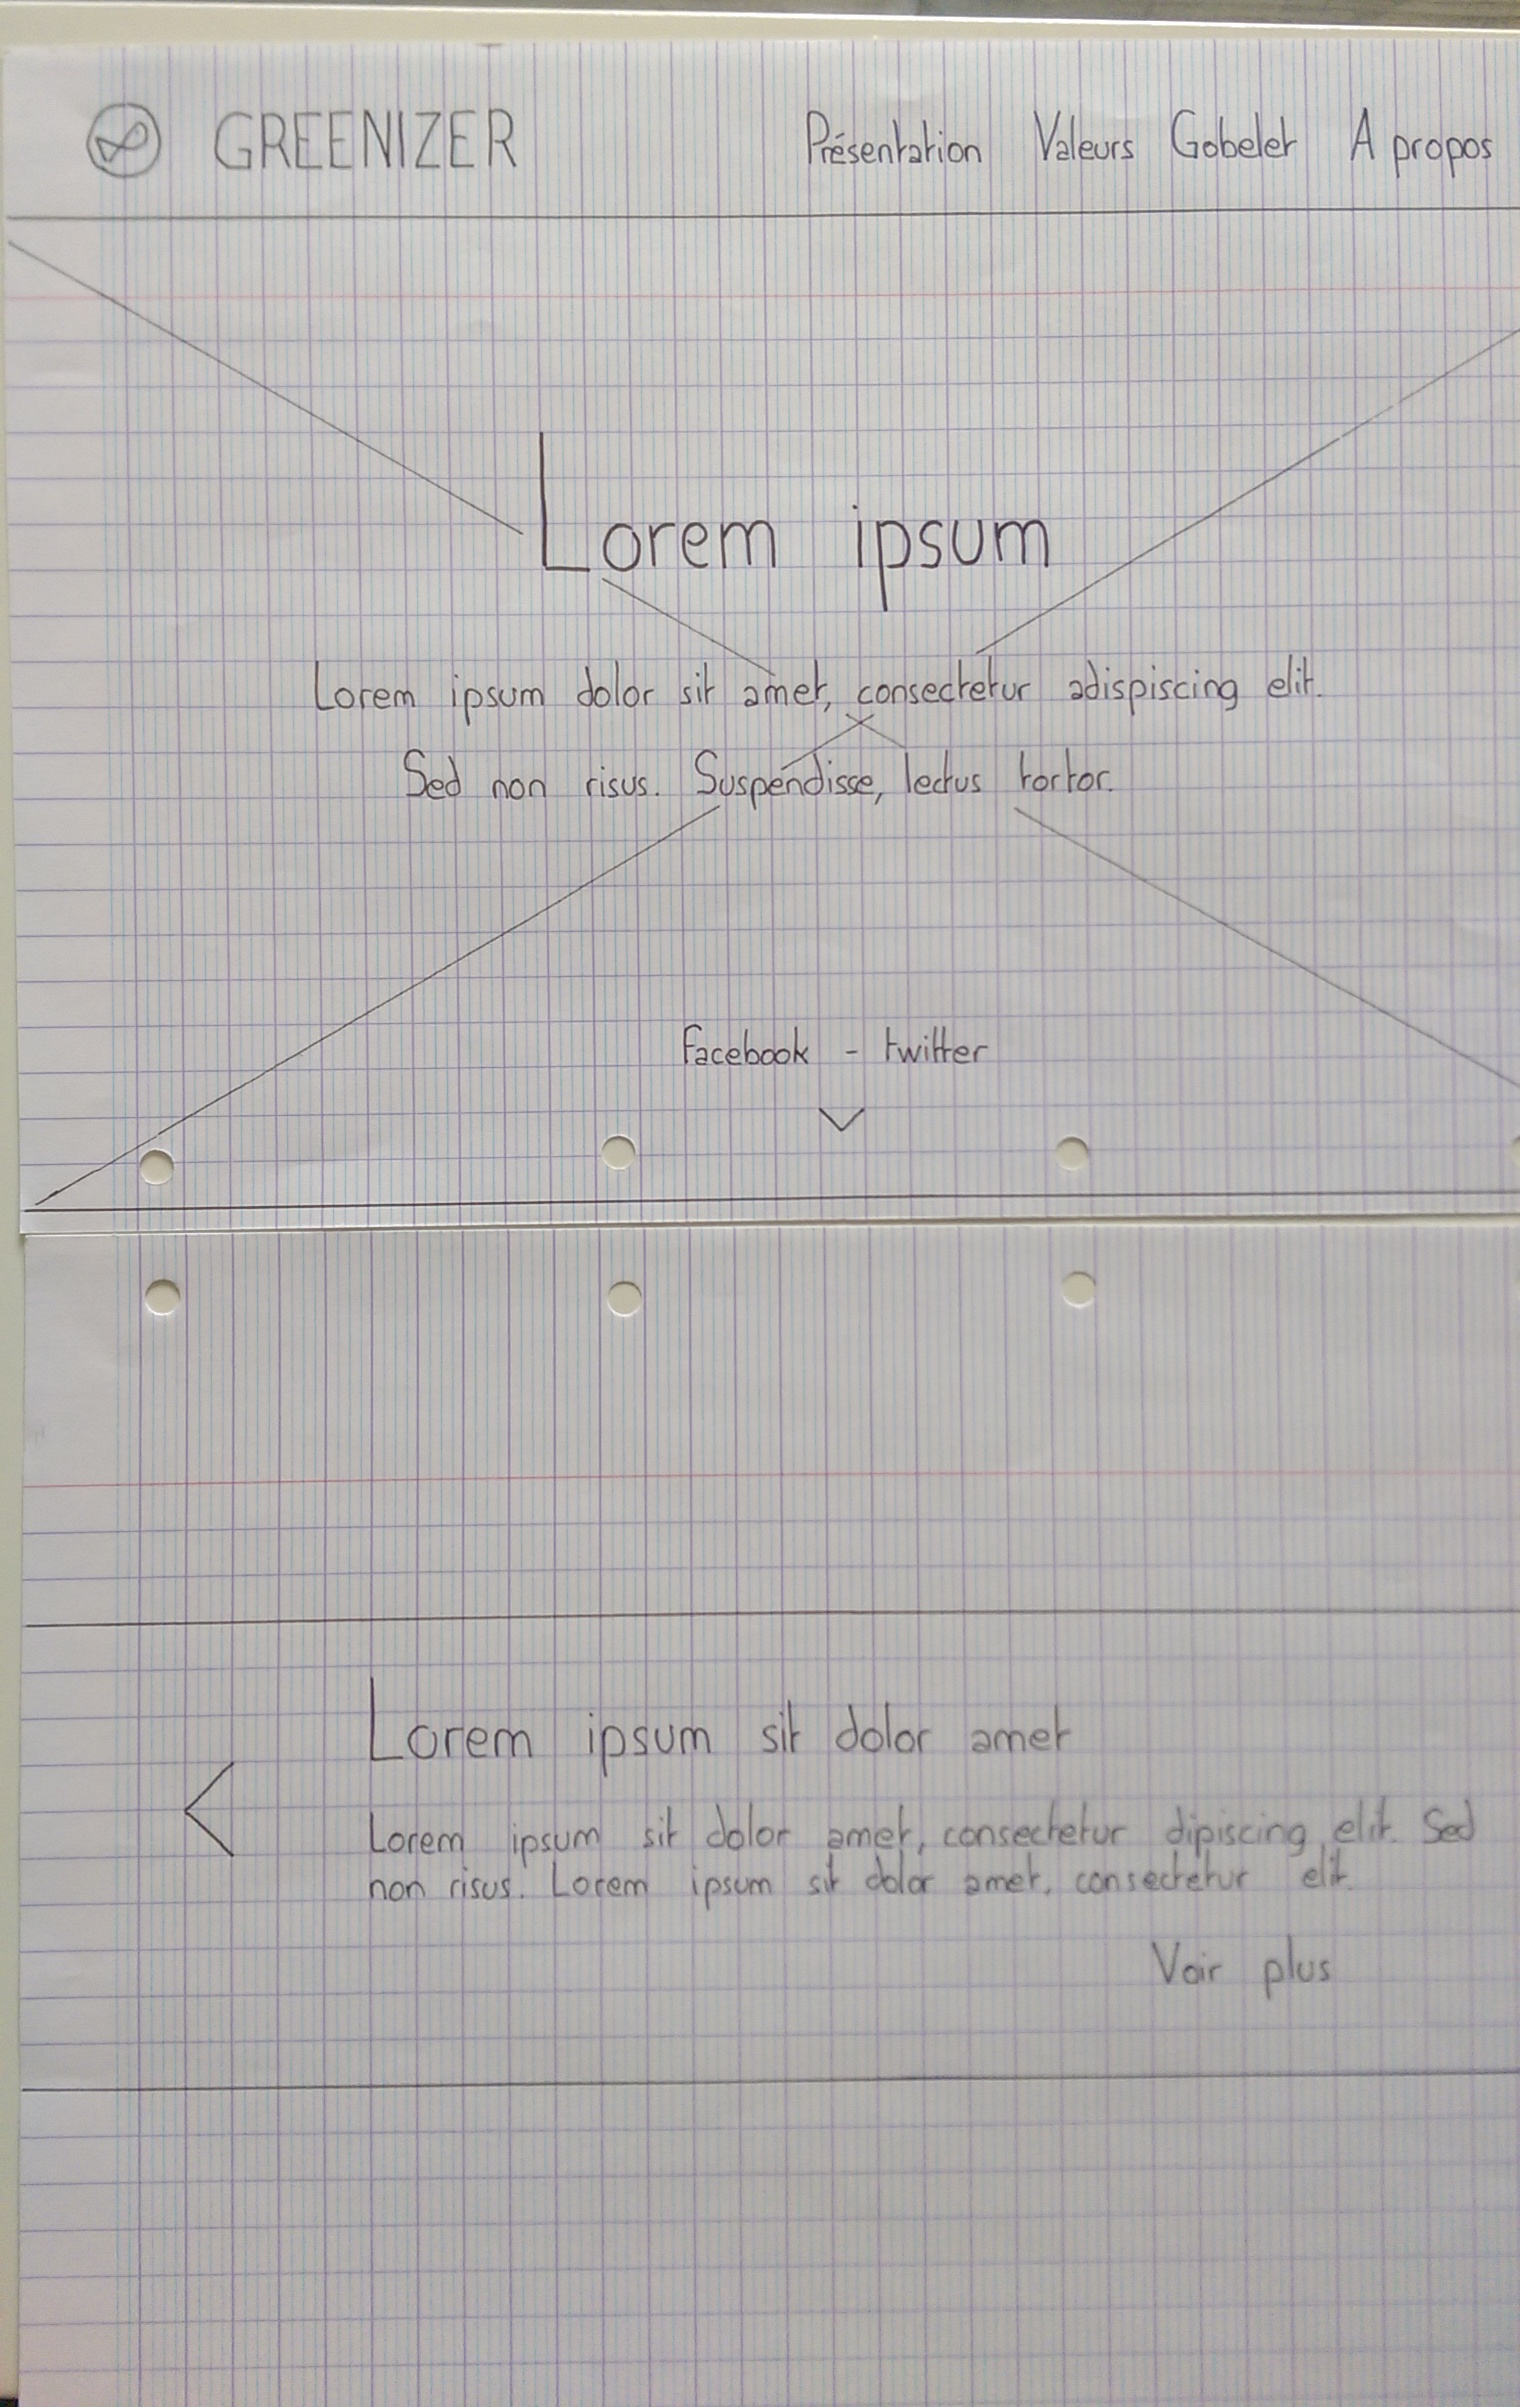 GREENIZER Présentation Valeurs Gobelet A propos
Lorem ipsum
Lorem ipsum dolor sit amet, consectetur adispiscing elit.
Sed non risus. Suspendisse, lectus tortor.
Facebook - twitter
Lorem ipsum sit dolor amet
Lorem ipsum sit dolor amet, consectetur dipiscing elit. Sed
non risus. Lorem ipsum sit dolor amet, consectetur elit.
Voir plus